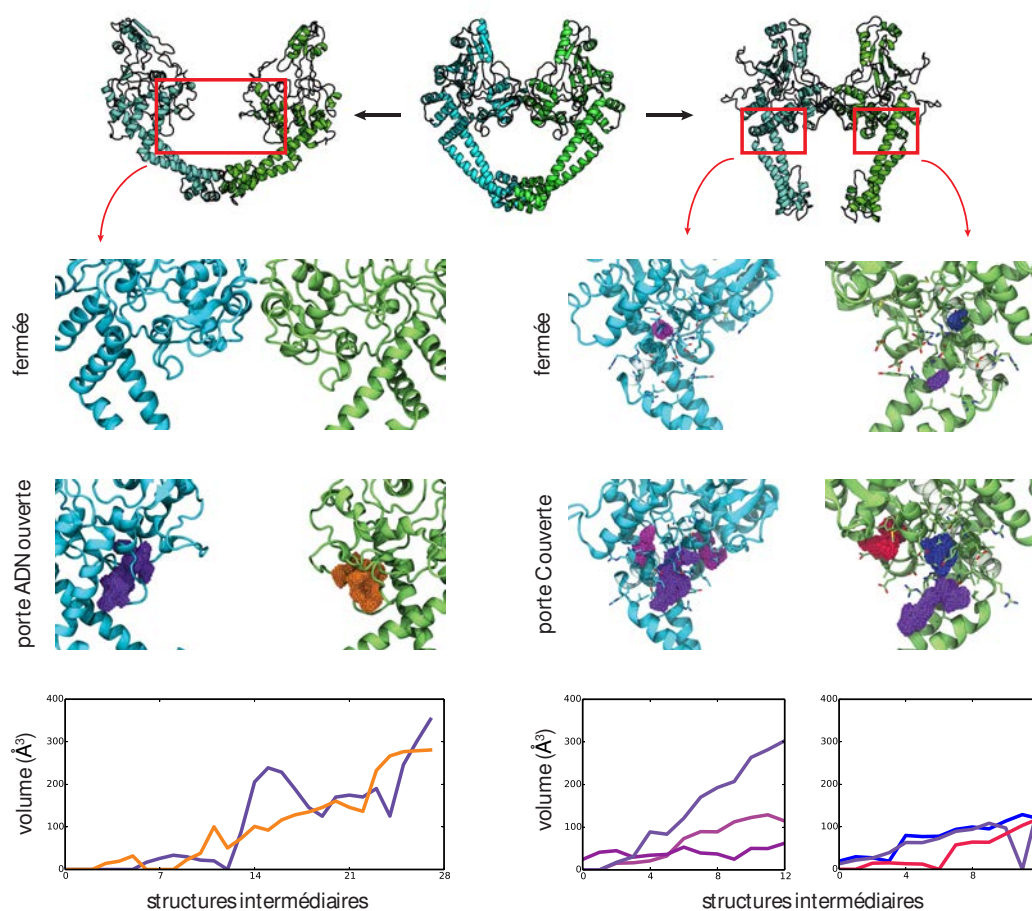 fermée
fermée
porte ADN ouverte
porte C ouverte
volume (Å³)
400
300
200
100
0
0 7 14 21 28
structures intermédiaires
volume (Å³)
400
300
200
100
0
0 4 8 12
400
300
200
100
0
0 4 8
structures intermédiaires